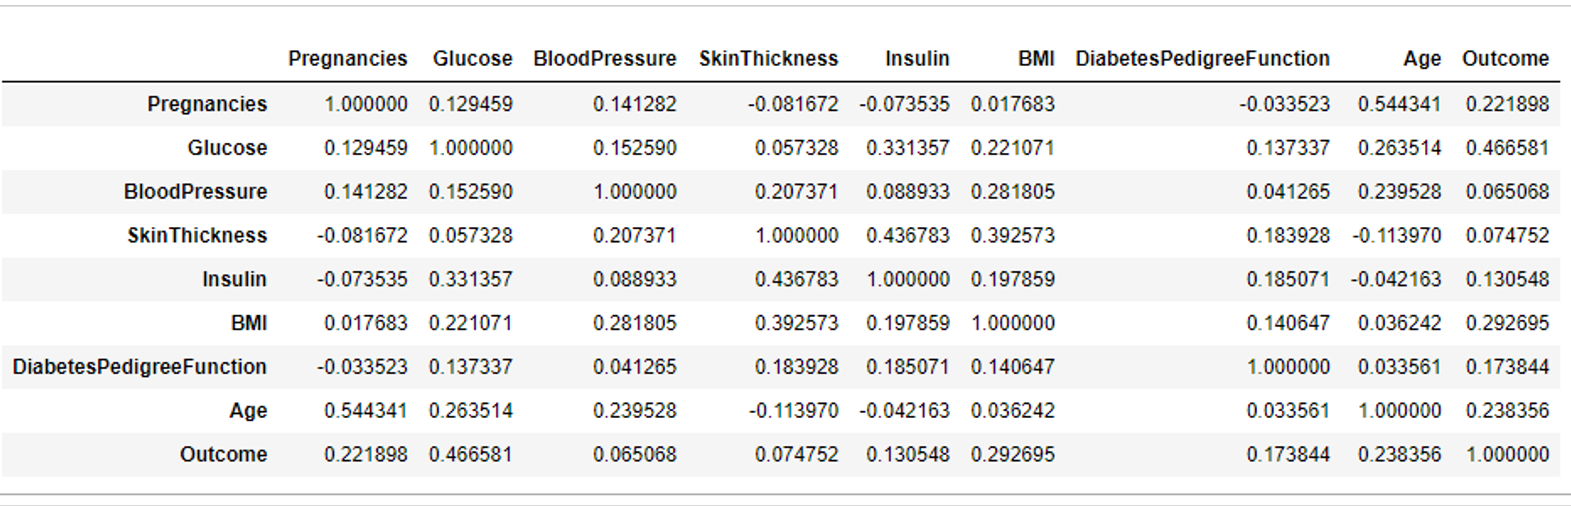 Pregnancies Glucose BloodPressure SkinThickness Insulin BMI DiabetesPedigreeFunction Age Outcome
Pregnancies 1.000000 0.129459 0.141282 -0.081672 -0.073535 0.017683 -0.033523 0.544341 0.221898
Glucose 0.129459 1.000000 0.152590 0.057328 0.331357 0.221071 0.137337 0.263514 0.466581
BloodPressure 0.141282 0.152590 1.000000 0.207371 0.088933 0.281805 0.041265 0.239528 0.065068
SkinThickness -0.081672 0.057328 0.207371 1.000000 0.436783 0.392573 0.183928 -0.113970 0.074752
Insulin -0.073535 0.331357 0.088933 0.436783 1.000000 0.197859 0.185071 -0.042163 0.130548
BMI 0.017683 0.221071 0.281805 0.392573 0.197859 1.000000 0.140647 0.036242 0.292695
DiabetesPedigreeFunction -0.033523 0.137337 0.041265 0.183928 0.185071 0.140647 1.000000 0.033561 0.173844
Age 0.544341 0.263514 0.239528 -0.113970 -0.042163 0.036242 0.033561 1.000000 0.238356
Outcome 0.221898 0.466581 0.065068 0.074752 0.130548 0.292695 0.173844 0.238356 1.000000